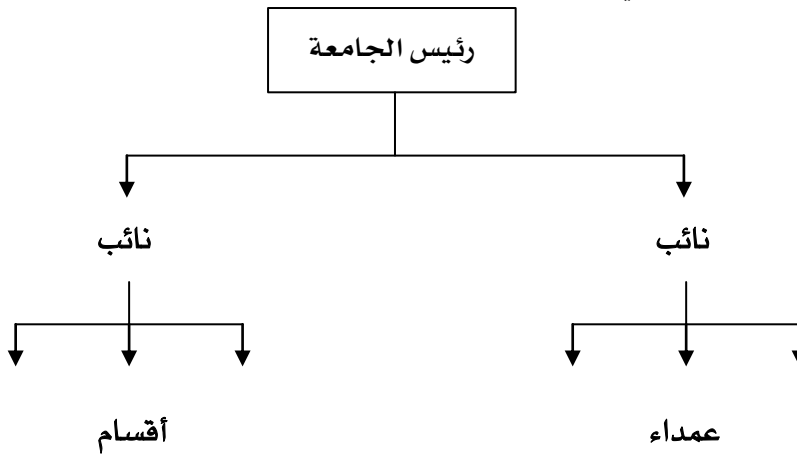 رئيس الجامعة
نائب
نائب
عمداء
أقسام